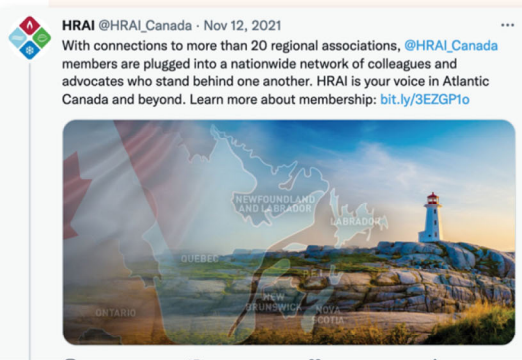 HRAI @HRAI_Canada · Nov 12, 2021
With connections to more than 20 regional associations, @HRAI_Canada
members are plugged into a nationwide network of colleagues and
advocates who stand behind one another. HRAI is your voice in Atlantic
Canada and beyond. Learn more about membership: bit.ly/3EZGP1o
NEWFOUNDLAND
AND LABRADOR
LABRADOR
QUEBEC
P.E.I.
NEW
BRUNSWICK
NOVA
SCOTIA
ONTARIO